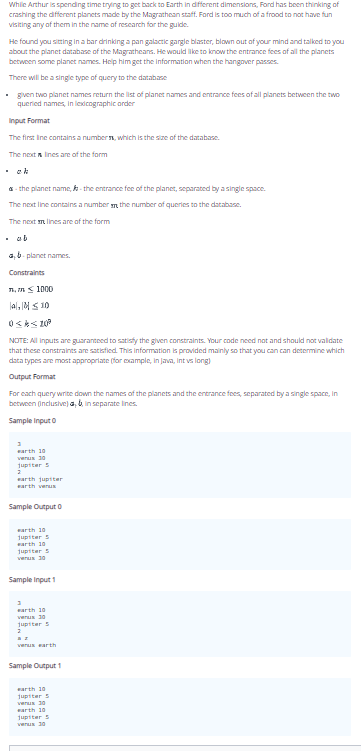 While Arthur is spending time trying to get back to Earth in different dimensions, Ford has been thinking of
crashing the different planets made by the Magrathean staff. Ford is too much of a frood to not have fun
visiting any of them in the name of research for the guide.
He found you sitting in a bar drinking a pan galactic gargle blaster, blown out of your mind and talked to you
about the planet database of the Magratheans. He would like to know the entrance fees of all the planets
between some planet names. Help him get the information when the hangover passes.
There will be a single type of query to the database
• given two planet names return the list of planet names and entrance fees of all planets between the two
queried names, in lexicographic order
Input Format
The first line contains a number n, which is the size of the database.
The next n lines are of the form
• a k
a - the planet name, k - the entrance fee of the planet, separated by a single space.
The next line contains a number m the number of queries to the database.
The next m lines are of the form
• a b
a, b - planet names.
Constraints
n, m ≤ 1000
|a|, |b| ≤ 10
0 ≤ k ≤ 10⁹
NOTE: All inputs are guaranteed to satisfy the given constraints. Your code need not and should not validate
that these constraints are satisfied. This information is provided mainly so that you can can determine which
data types are most appropriate (for example, in Java, int vs long)
Output Format
For each query write down the names of the planets and the entrance fees, separated by a single space, in
between (inclusive) a, b, in separate lines.
Sample Input 0
3
earth 10
venus 30
jupiter 5
2
earth jupiter
earth venus
Sample Output 0
earth 10
jupiter 5
earth 10
jupiter 5
venus 30
Sample Input 1
3
earth 10
venus 30
jupiter 5
2
a z
venus earth
Sample Output 1
earth 10
jupiter 5
venus 30
earth 10
jupiter 5
venus 30